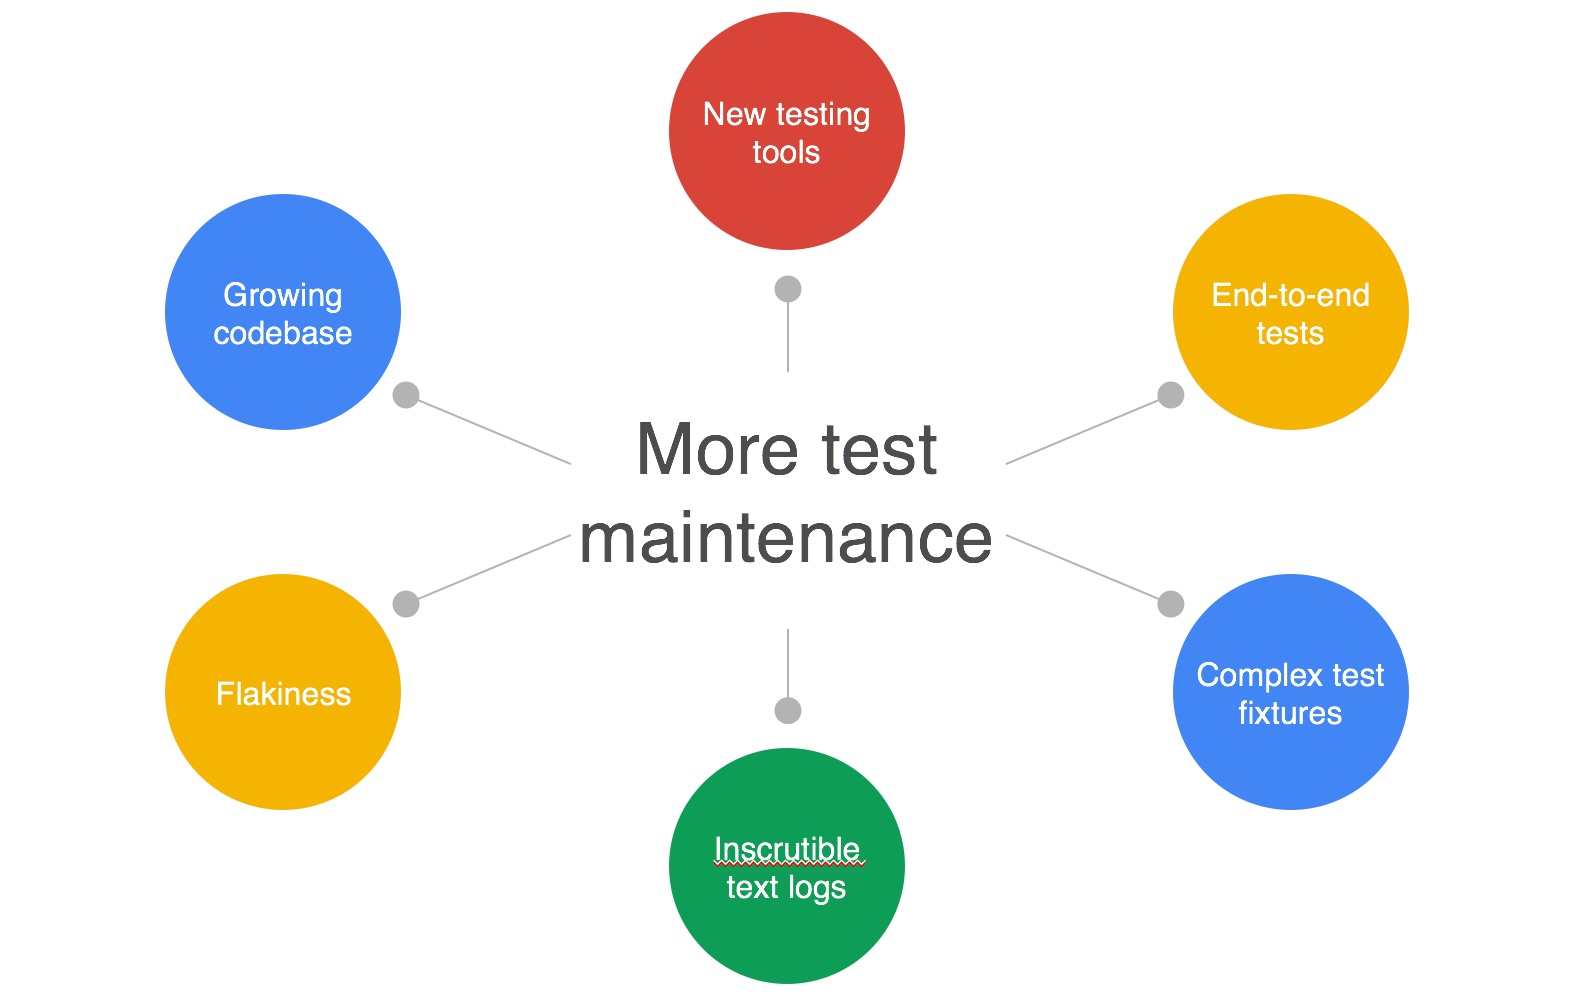 New testing
tools
Growing
codebase
End-to-end
tests
More test
maintenance
Flakiness
Complex test
fixtures
Inscrutible
text logs